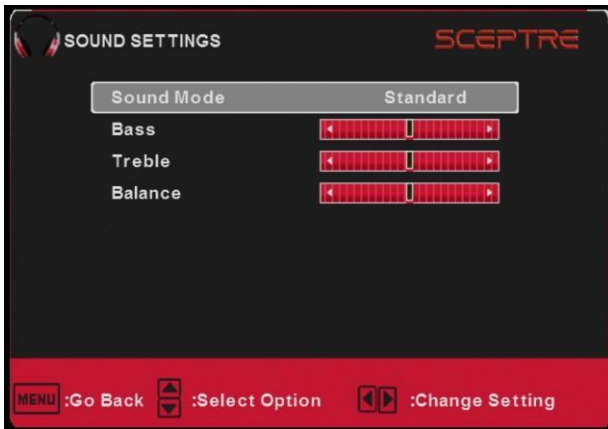 SOUND SETTINGS SCEPTRE
Sound Mode Standard
Bass
Treble
Balance
MENU :Go Back :Select Option :Change Setting